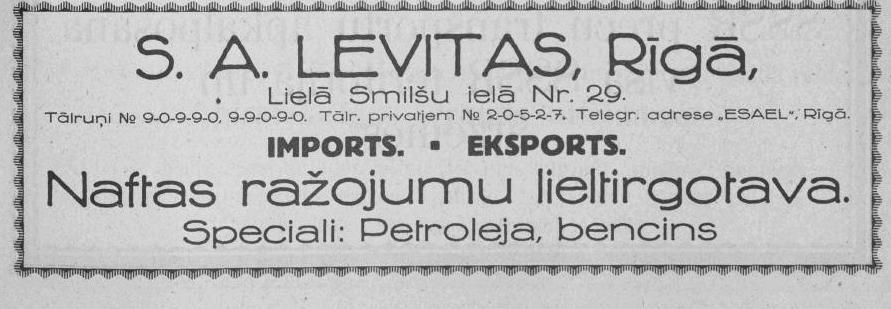 S. A. LEVITAS, Rīgā,
Lielā Smilšu ielā Nr. 29.
Tālruņi № 9-0-9-9-0, 9-9-0-9-0. Tālr. privatiem № 2-0-5-2-7. Telegr. adrese „ESAEL“, Rīgā.
IMPORTS. ▪ EKSPORTS.
Naftas ražojumu lieltirgotava.
Speciali: Petroleja, bencins